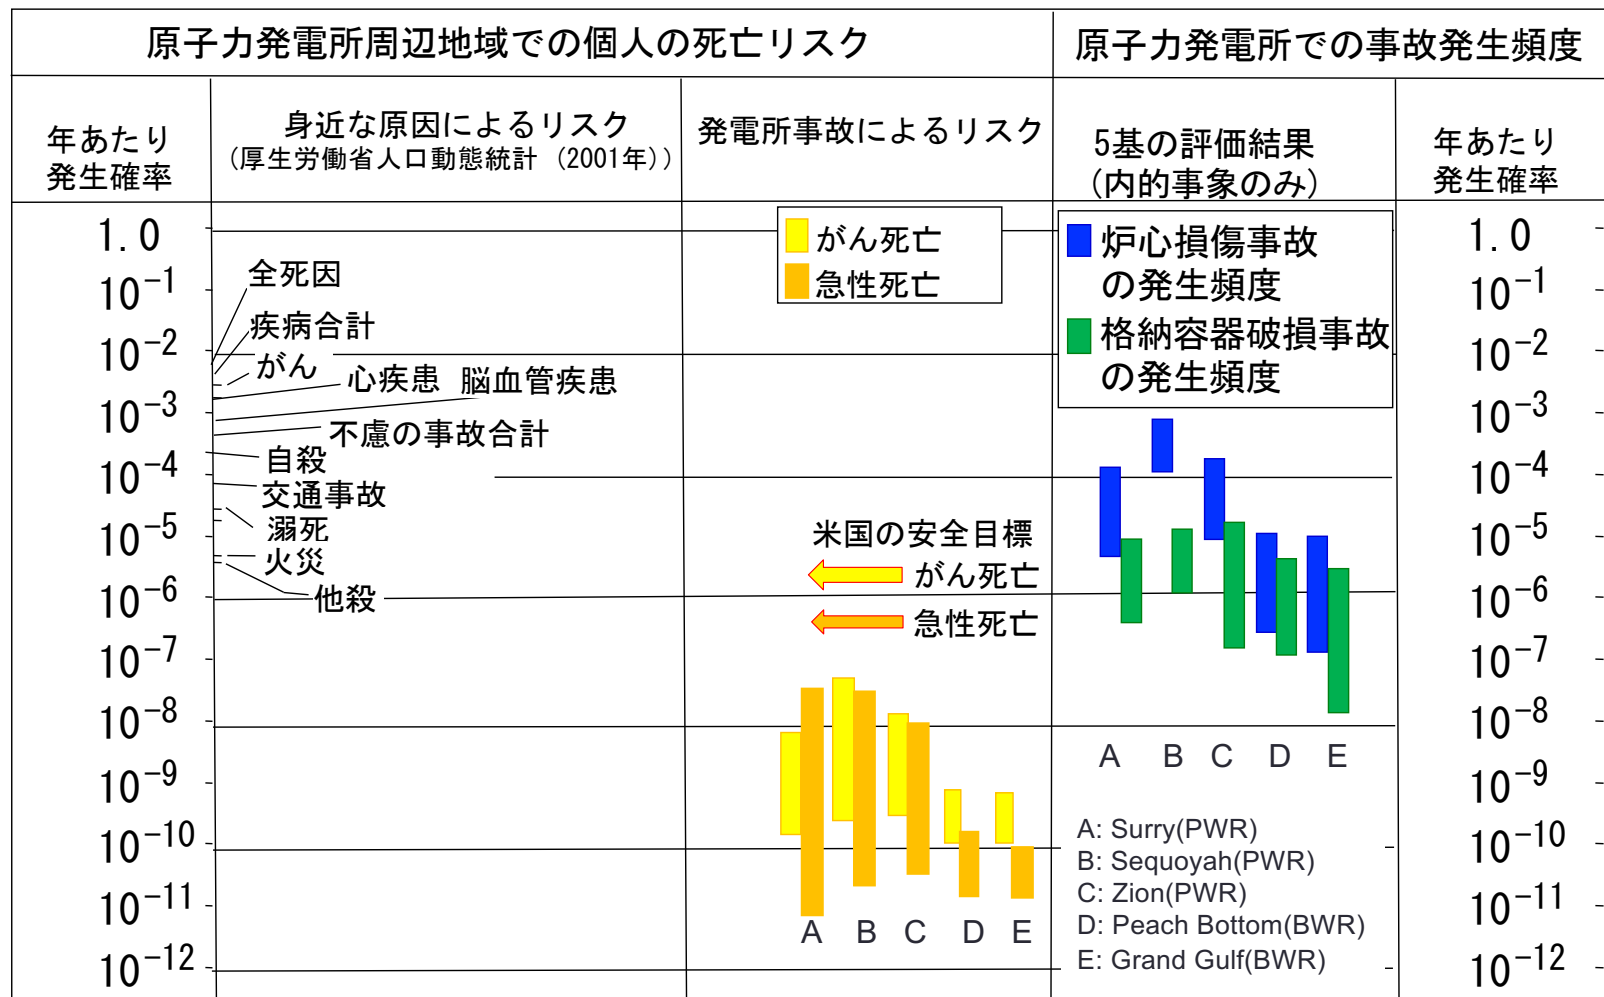 原子力発電所周辺地域での個人の死亡リスク
原子力発電所での事故発生頻度
年あたり
発生確率
身近な原因によるリスク
(厚生労働省人口動態統計 (2001年))
発電所事故によるリスク
5基の評価結果
(内的事象のみ)
年あたり
発生確率
1.0
10⁻¹
10⁻²
10⁻³
10⁻⁴
10⁻⁵
10⁻⁶
10⁻⁷
10⁻⁸
10⁻⁹
10⁻¹⁰
10⁻¹¹
10⁻¹²
全死因
疾病合計
がん
心疾患 脳血管疾患
不慮の事故合計
自殺
交通事故
溺死
火災
他殺
がん死亡
急性死亡
米国の安全目標
がん死亡
急性死亡
A B C D E
炉心損傷事故
の発生頻度
格納容器破損事故
の発生頻度
A B C D E
A: Surry(PWR)
B: Sequoyah(PWR)
C: Zion(PWR)
D: Peach Bottom(BWR)
E: Grand Gulf(BWR)
1.0
10⁻¹
10⁻²
10⁻³
10⁻⁴
10⁻⁵
10⁻⁶
10⁻⁷
10⁻⁸
10⁻⁹
10⁻¹⁰
10⁻¹¹
10⁻¹²